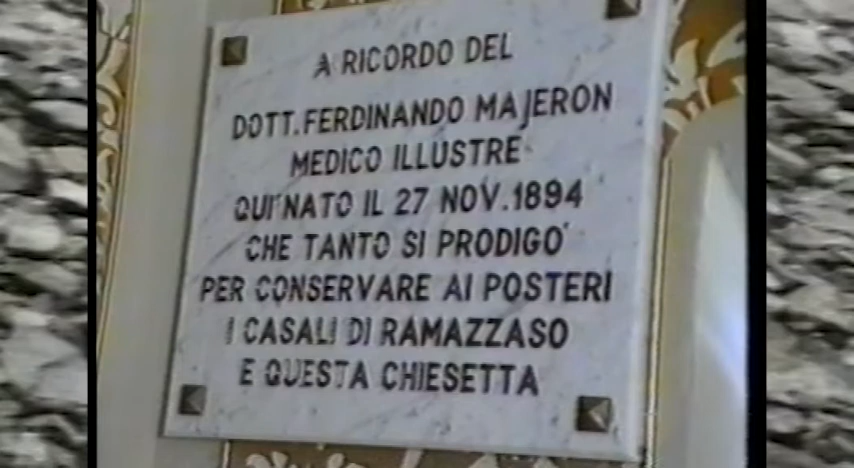 A RICORDO DEL
DOTT. FERDINANDO MAJERON
MEDICO ILLUSTRE
QUI NATO IL 27 NOV. 1894
CHE TANTO SI PRODIGO'
PER CONSERVARE AI POSTERI
I CASALI DI RAMAZZASO
E QUESTA CHIESETTA